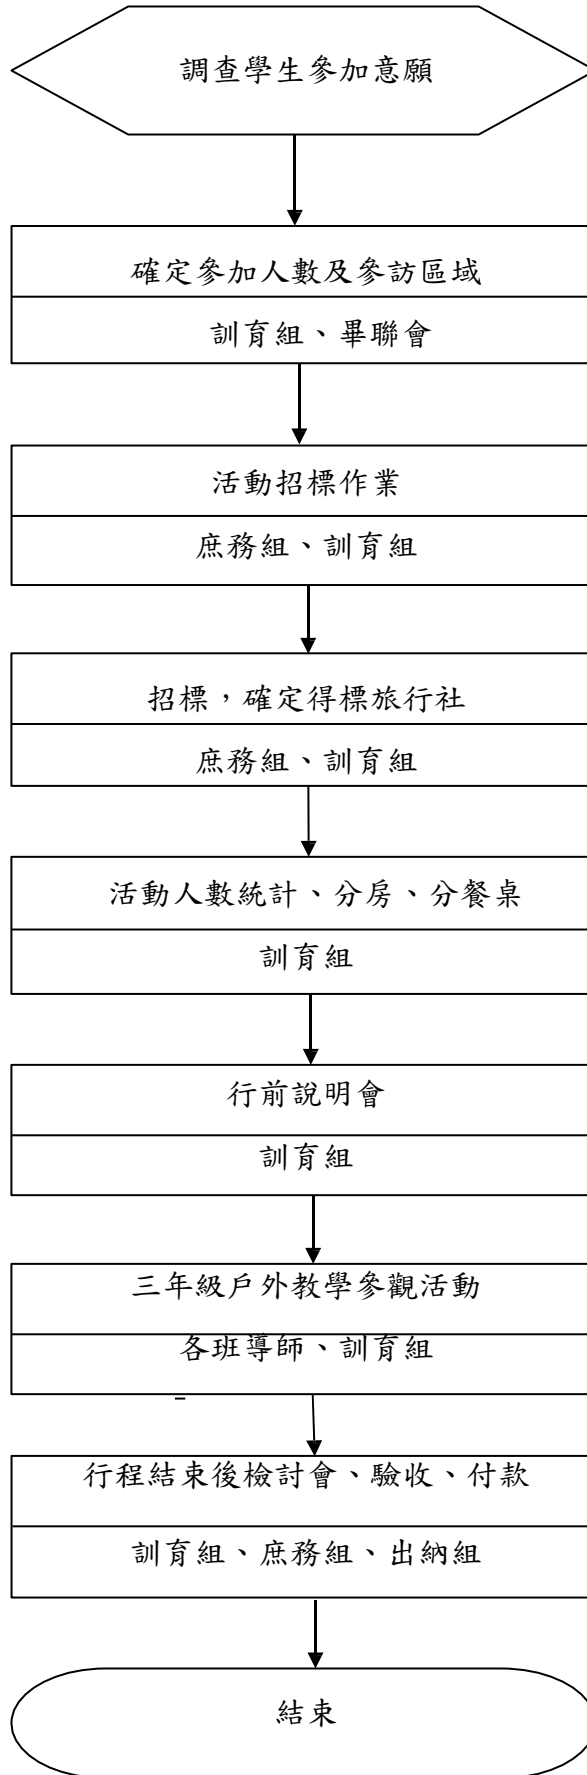 調查學生參加意願
確定參加人數及參訪區域
訓育組、畢聯會
活動招標作業
庶務組、訓育組
招標，確定得標旅行社
庶務組、訓育組
活動人數統計、分房、分餐桌
訓育組
行前說明會
訓育組
三年級戶外教學參觀活動
各班導師、訓育組
行程結束後檢討會、驗收、付款
訓育組、庶務組、出納組
結束